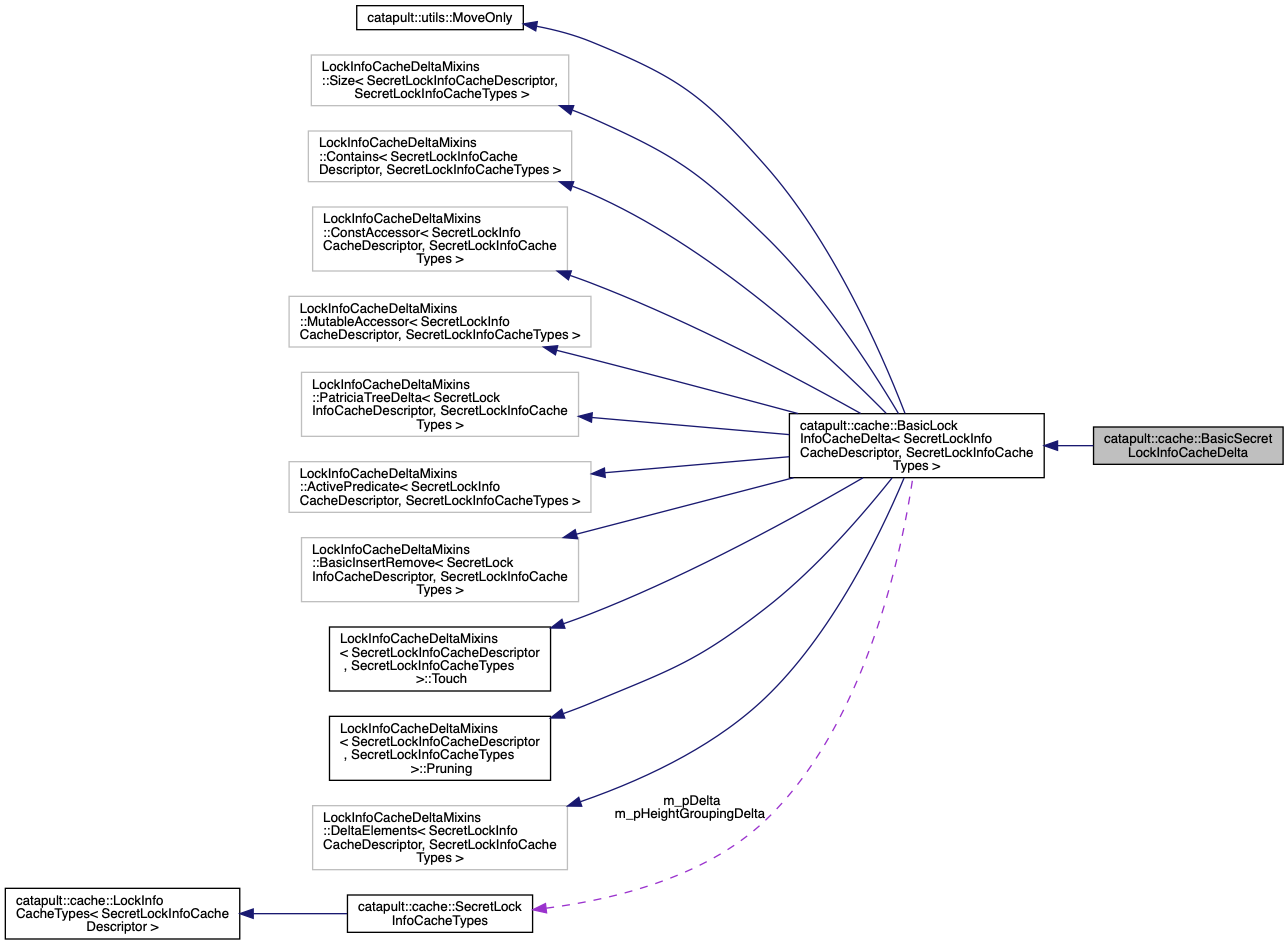 catapult::utils::MoveOnly
LockInfoCacheDeltaMixins
::Size< SecretLockInfoCacheDescriptor,
SecretLockInfoCacheTypes >
LockInfoCacheDeltaMixins
::Contains< SecretLockInfoCache
Descriptor, SecretLockInfoCacheTypes >
LockInfoCacheDeltaMixins
::ConstAccessor< SecretLockInfo
CacheDescriptor, SecretLockInfoCache
Types >
LockInfoCacheDeltaMixins
::MutableAccessor< SecretLockInfo
CacheDescriptor, SecretLockInfoCacheTypes >
LockInfoCacheDeltaMixins
::PatriciaTreeDelta< SecretLock
InfoCacheDescriptor, SecretLockInfoCache
Types >
catapult::cache::BasicLock
InfoCacheDelta< SecretLockInfo
CacheDescriptor, SecretLockInfoCache
Types >
catapult::cache::BasicSecret
LockInfoCacheDelta
LockInfoCacheDeltaMixins
::ActivePredicate< SecretLockInfo
CacheDescriptor, SecretLockInfoCacheTypes >
LockInfoCacheDeltaMixins
::BasicInsertRemove< SecretLock
InfoCacheDescriptor, SecretLockInfoCache
Types >
LockInfoCacheDeltaMixins
< SecretLockInfoCacheDescriptor
, SecretLockInfoCacheTypes
>::Touch
LockInfoCacheDeltaMixins
< SecretLockInfoCacheDescriptor
, SecretLockInfoCacheTypes
>::Pruning
m_pDelta
m_pHeightGroupingDelta
LockInfoCacheDeltaMixins
::DeltaElements< SecretLockInfo
CacheDescriptor, SecretLockInfoCache
Types >
catapult::cache::LockInfo
CacheTypes< SecretLockInfoCache
Descriptor >
catapult::cache::SecretLock
InfoCacheTypes